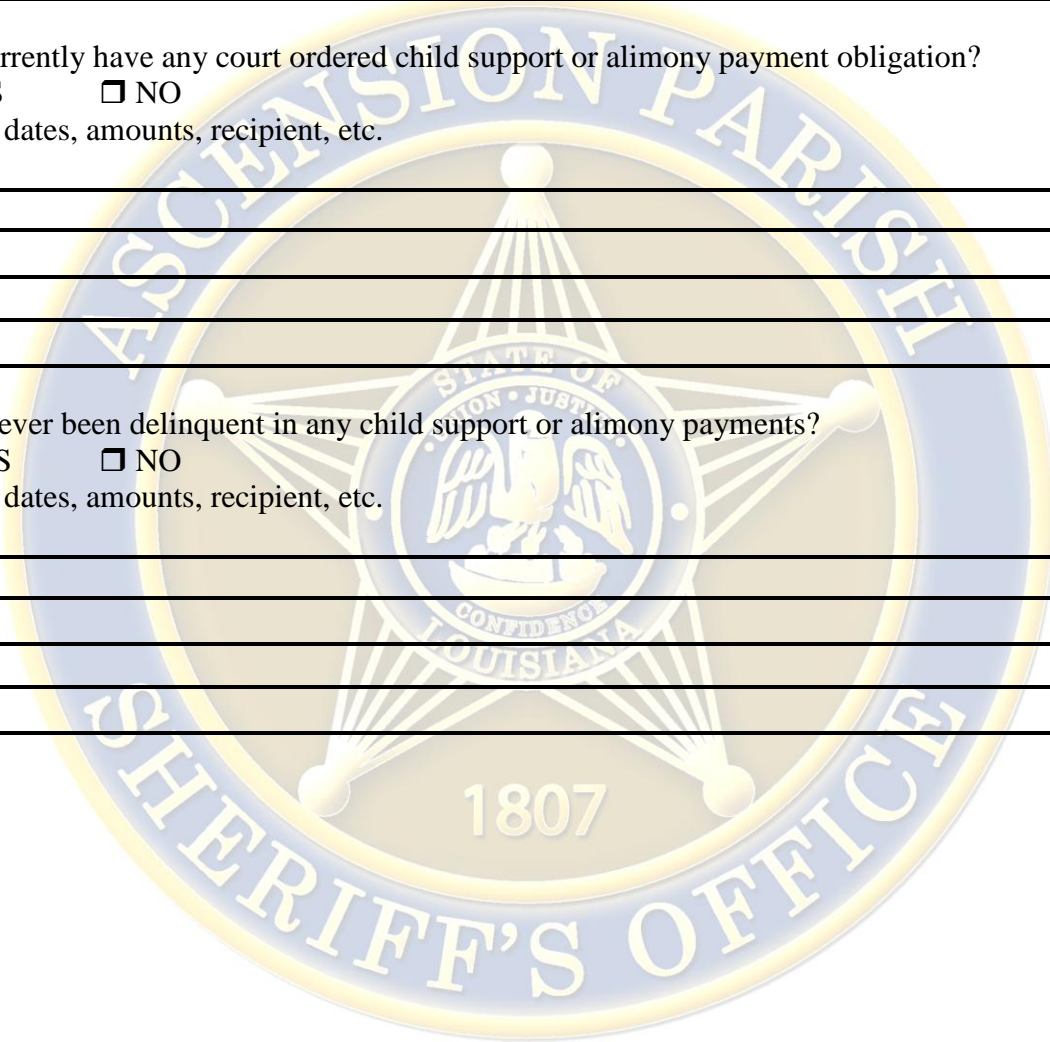 rrently have any court ordered child support or alimony payment obligation?
S ☐ NO
dates, amounts, recipient, etc.
ever been delinquent in any child support or alimony payments?
S ☐ NO
dates, amounts, recipient, etc.
ASCENSION PARISH
STATE OF
UNION • JUSTICE
CONFIDENCE
LOUISIANA
1807
SHERIFF'S OFFICE